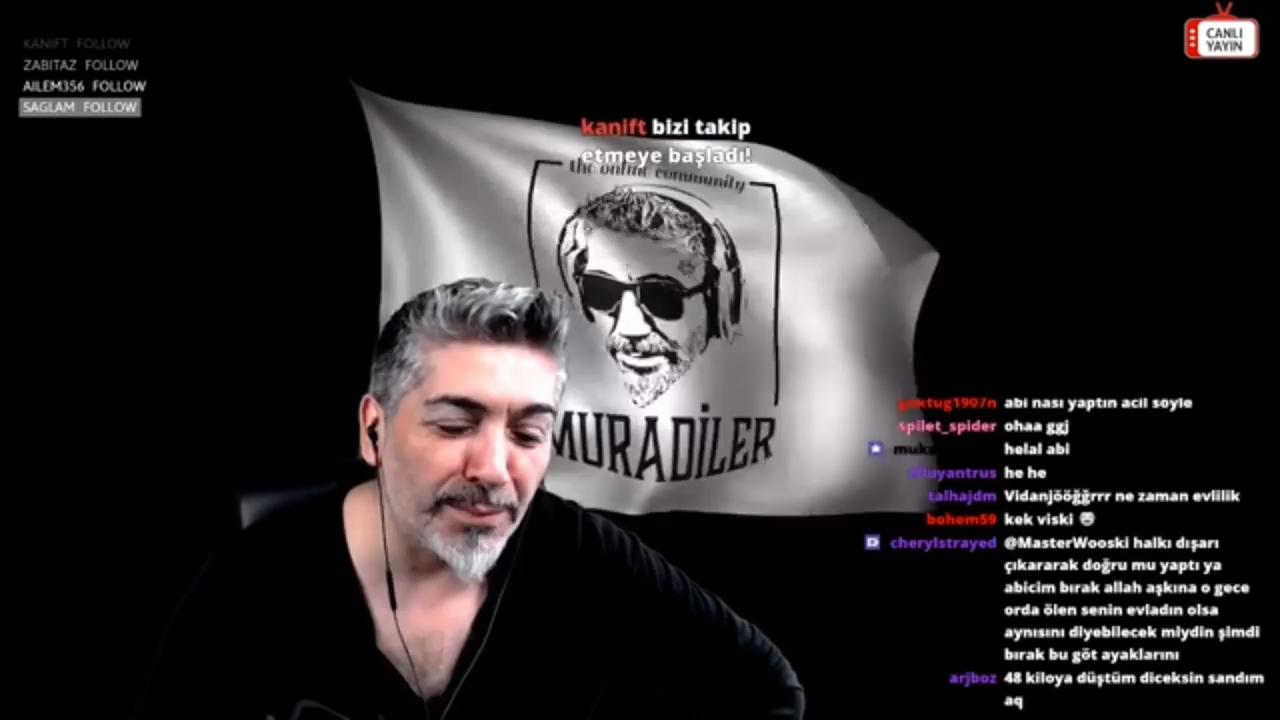 KANIFT FOLLOW
ZABITAZ FOLLOW
AILEM356 FOLLOW
SAGLAM FOLLOW
CANLI
YAYIN
kanift bizi takip
etmeye başladı!
the online community
MURADİLER
abi nası yaptın acil soyle
spilet_spider ohaa ggj
helal abi
he he
talhajdm Vidanjööğğrrr ne zaman evlilik
bohem59 kek viski
cherylstrayed @MasterWooski halkı dışarı
çıkararak doğru mu yaptı ya
abicim bırak allah aşkına o gece
orda ölen senin evladın olsa
aynısını diyebilecek miydin şimdi
bırak bu göt ayaklarını
arjboz 48 kiloya düştüm diceksin sandım
aq